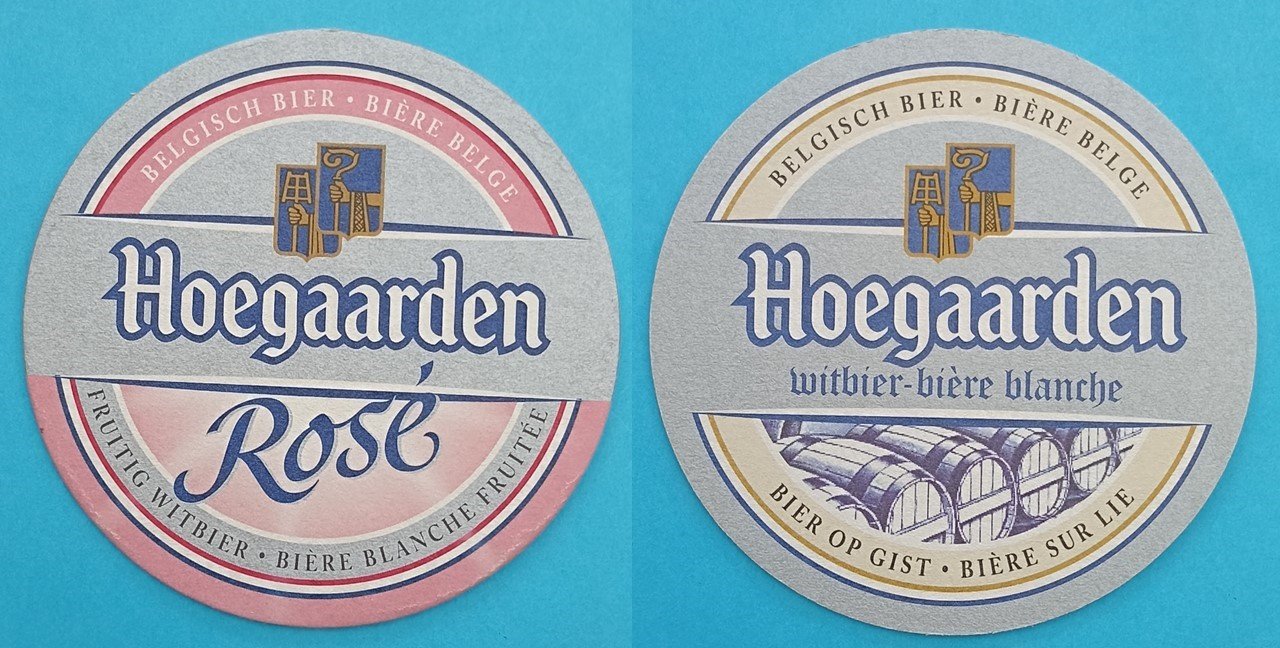 BELGISCH BIER • BIÈRE BELGE
Hoegaarden
Rosé
FRUITIG WITBIER • BIÈRE BLANCHE FRUITÉE
BELGISCH BIER • BIÈRE BELGE
Hoegaarden
witbier-bière blanche
BIER OP GIST • BIÈRE SUR LIE